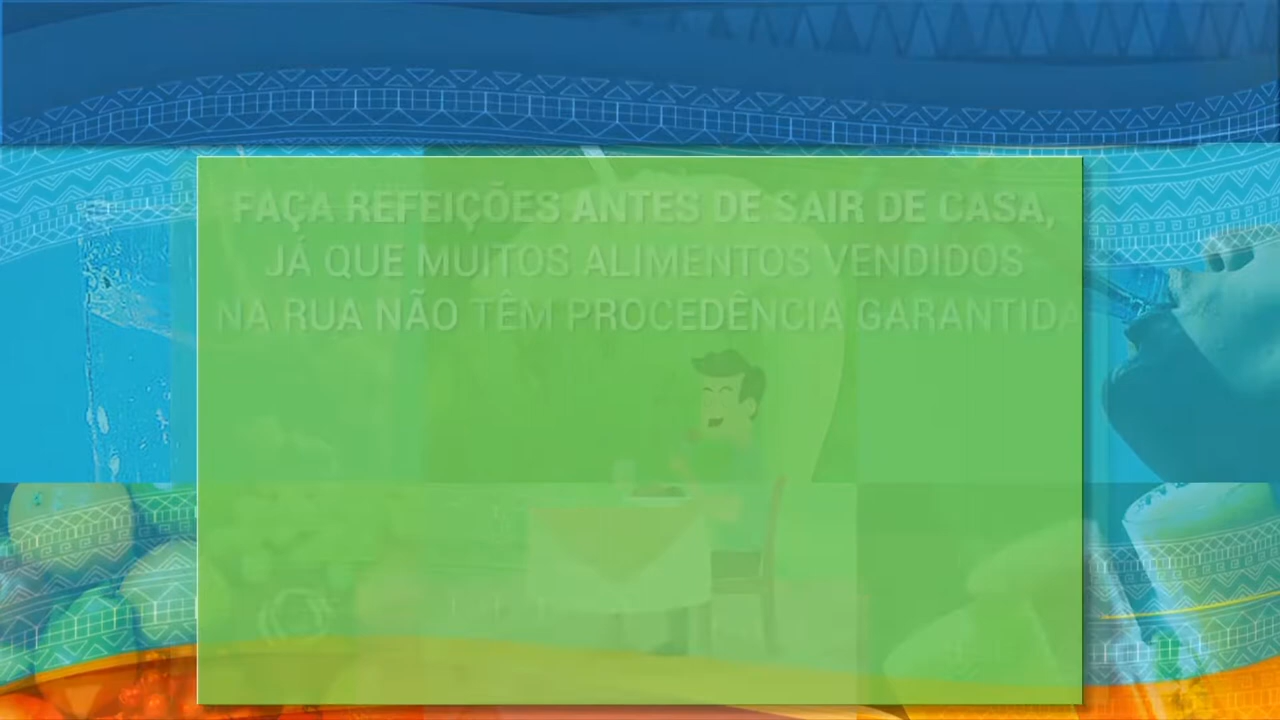 FAÇA REFEIÇÕES ANTES DE SAIR DE CASA,
JÁ QUE MUITOS ALIMENTOS VENDIDOS
NA RUA NÃO TÊM PROCEDÊNCIA GARANTIDA